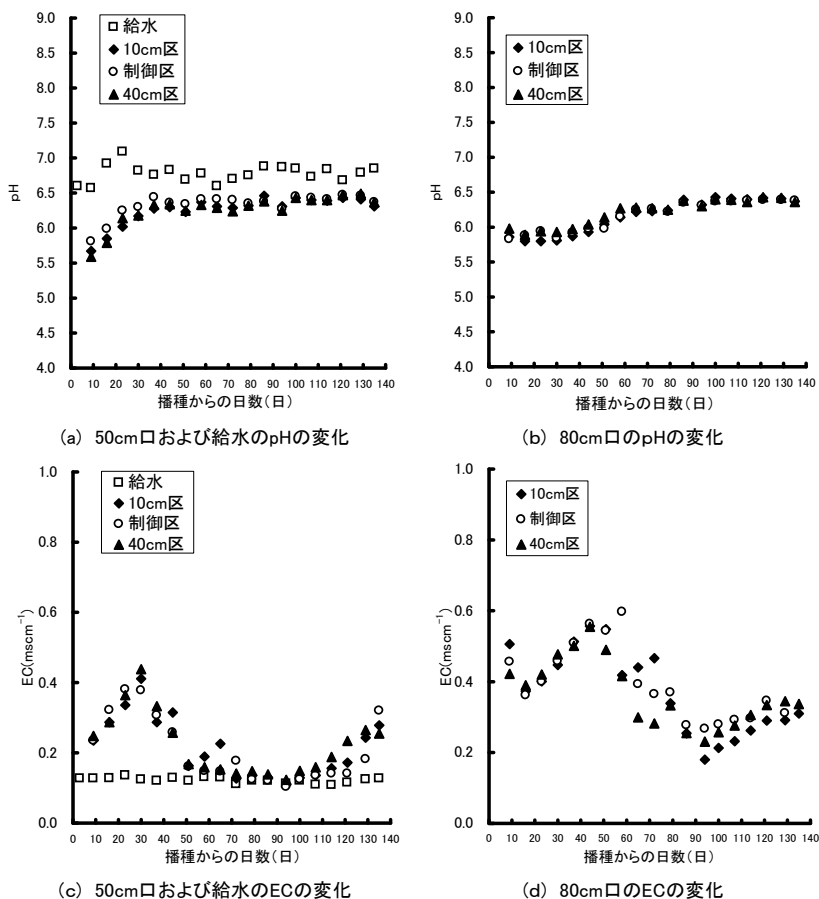 9.0
8.5
8.0
7.5
7.0
6.5
6.0
5.5
5.0
4.5
4.0
pH
□ 給水
◆ 10cm区
○ 制御区
▲ 40cm区
0 10 20 30 40 50 60 70 80 90 100 110 120 130 140
播種からの日数(日)
(a) 50cm口および給水のpHの変化
9.0
8.5
8.0
7.5
7.0
6.5
6.0
5.5
5.0
4.5
4.0
pH
◆ 10cm区
○ 制御区
▲ 40cm区
0 10 20 30 40 50 60 70 80 90 100 110 120 130 140
播種からの日数(日)
(b) 80cm口のpHの変化
1.0
0.8
0.6
0.4
0.2
0.0
EC(mscm⁻¹)
□ 給水
◆ 10cm区
○ 制御区
▲ 40cm区
0 10 20 30 40 50 60 70 80 90 100 110 120 130 140
播種からの日数(日)
(c) 50cm口および給水のECの変化
1.0
0.8
0.6
0.4
0.2
0.0
EC(mscm⁻¹)
◆ 10cm区
○ 制御区
▲ 40cm区
0 10 20 30 40 50 60 70 80 90 100 110 120 130 140
播種からの日数(日)
(d) 80cm口のECの変化